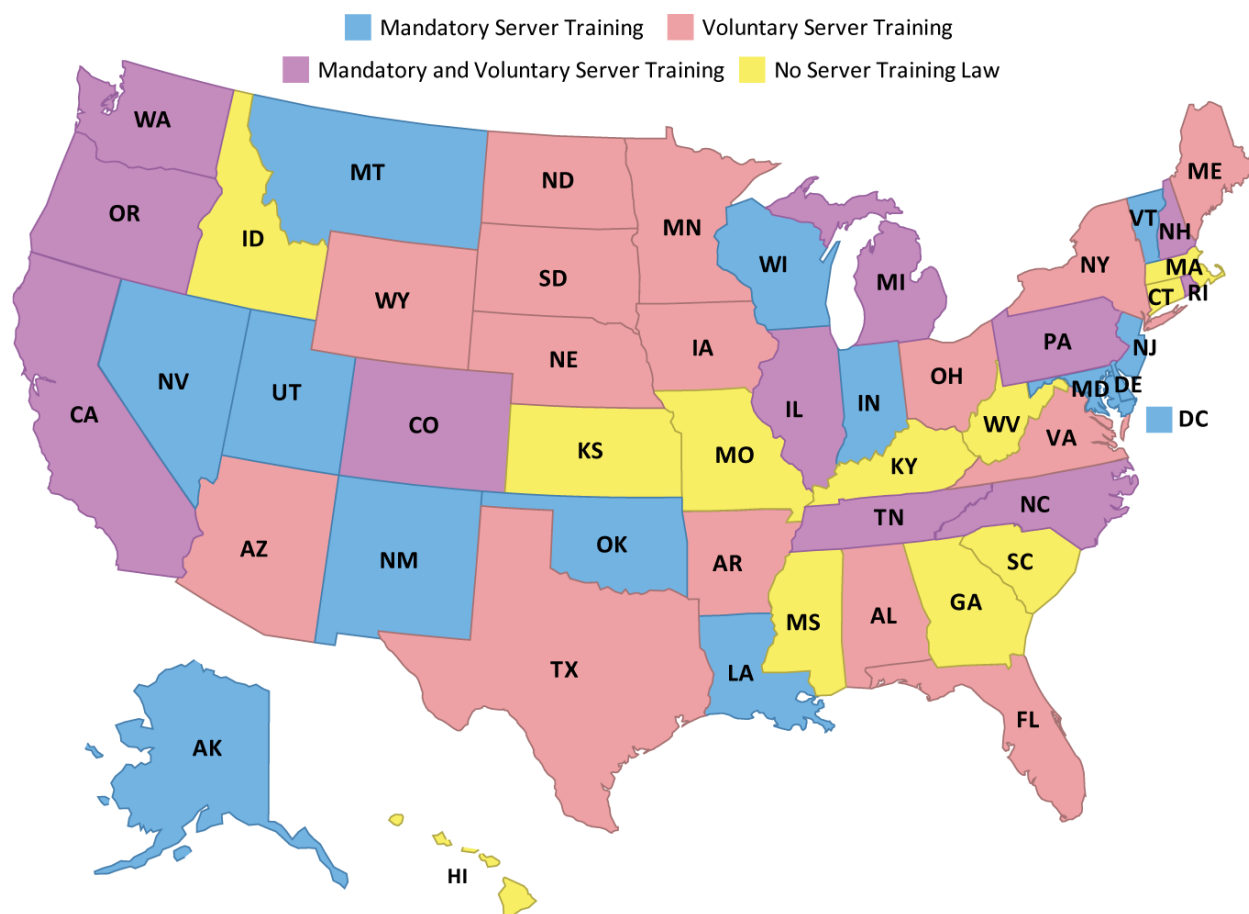 Mandatory Server Training Voluntary Server Training
Mandatory and Voluntary Server Training No Server Training Law
WA
MT
ND
ME
OR
MN
VT
NH
ID
WI
NY
MA
SD
MI
RI
WY
CT
IA
PA
NJ
NE
OH
NV
UT
IN
MD DE
CA
CO
IL
WV
DC
KS
MO
VA
KY
NC
TN
AZ
OK
NM
AR
SC
GA
MS
AL
TX
LA
FL
AK
HI